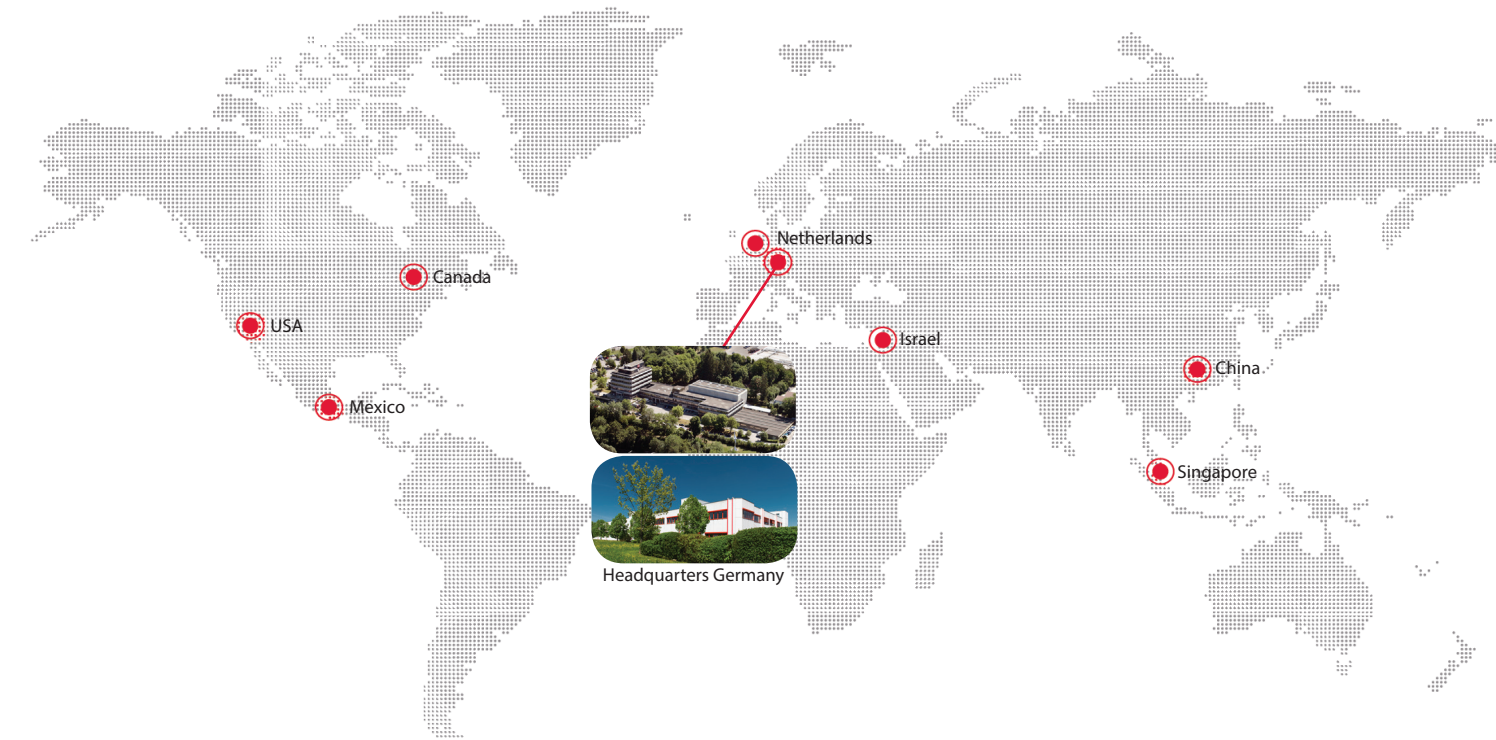 Netherlands
Canada
USA
Israel
China
Mexico
Singapore
Headquarters Germany